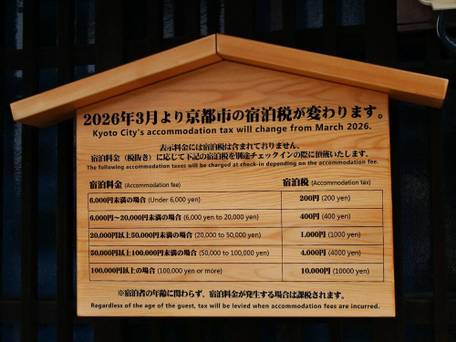 2026年3月より京都市の宿泊税が変わります。
Kyoto City's accommodation tax will change from March 2026.
表示料金には宿泊税は含まれておりません。
宿泊料金（税抜き）に応じて下記の宿泊税を別途チェックインの際に頂戴いたします。
The following accommodation taxes will be charged at check-in depending on the accommodation fee.
宿泊料金 (Accommodation fee) 宿泊税 (Accommodation tax)
6,000円未満の場合 (Under 6,000 yen) 200円 (200 yen)
6,000円～20,000円未満の場合 (6,000 yen to 20,000 yen) 400円 (400 yen)
20,000円以上50,000円未満の場合 (20,000 to 50,000 yen) 1,000円 (1000 yen)
50,000円以上100,000円未満の場合 (50,000 to 100,000 yen) 4,000円 (4000 yen)
100,000円以上の場合 (100,000 yen or more) 10,000円 (10000 yen)
※宿泊者の年齢に関わらず、宿泊料金が発生する場合は課税されます。
Regardless of the age of the guest, tax will be levied when accommodation fees are incurred.